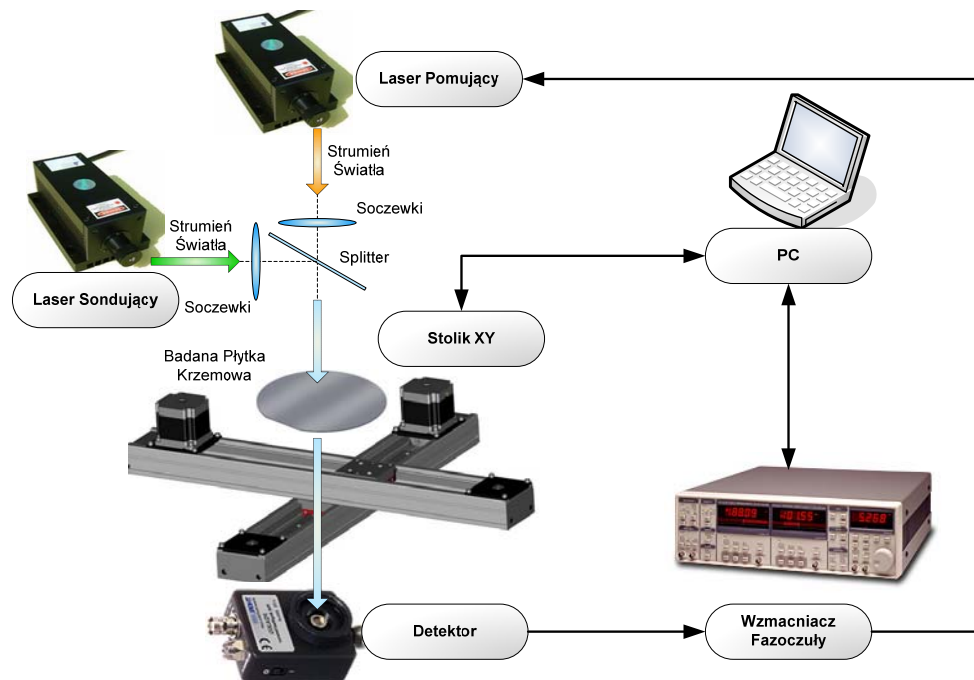 Laser Pomujący
Strumień
Światła
Soczewki
Strumień
Światła
Splitter
PC
Laser Sondujący
Soczewki
Stolik XY
Badana Płytka
Krzemowa
Detektor
Wzmacniacz
Fazoczuły